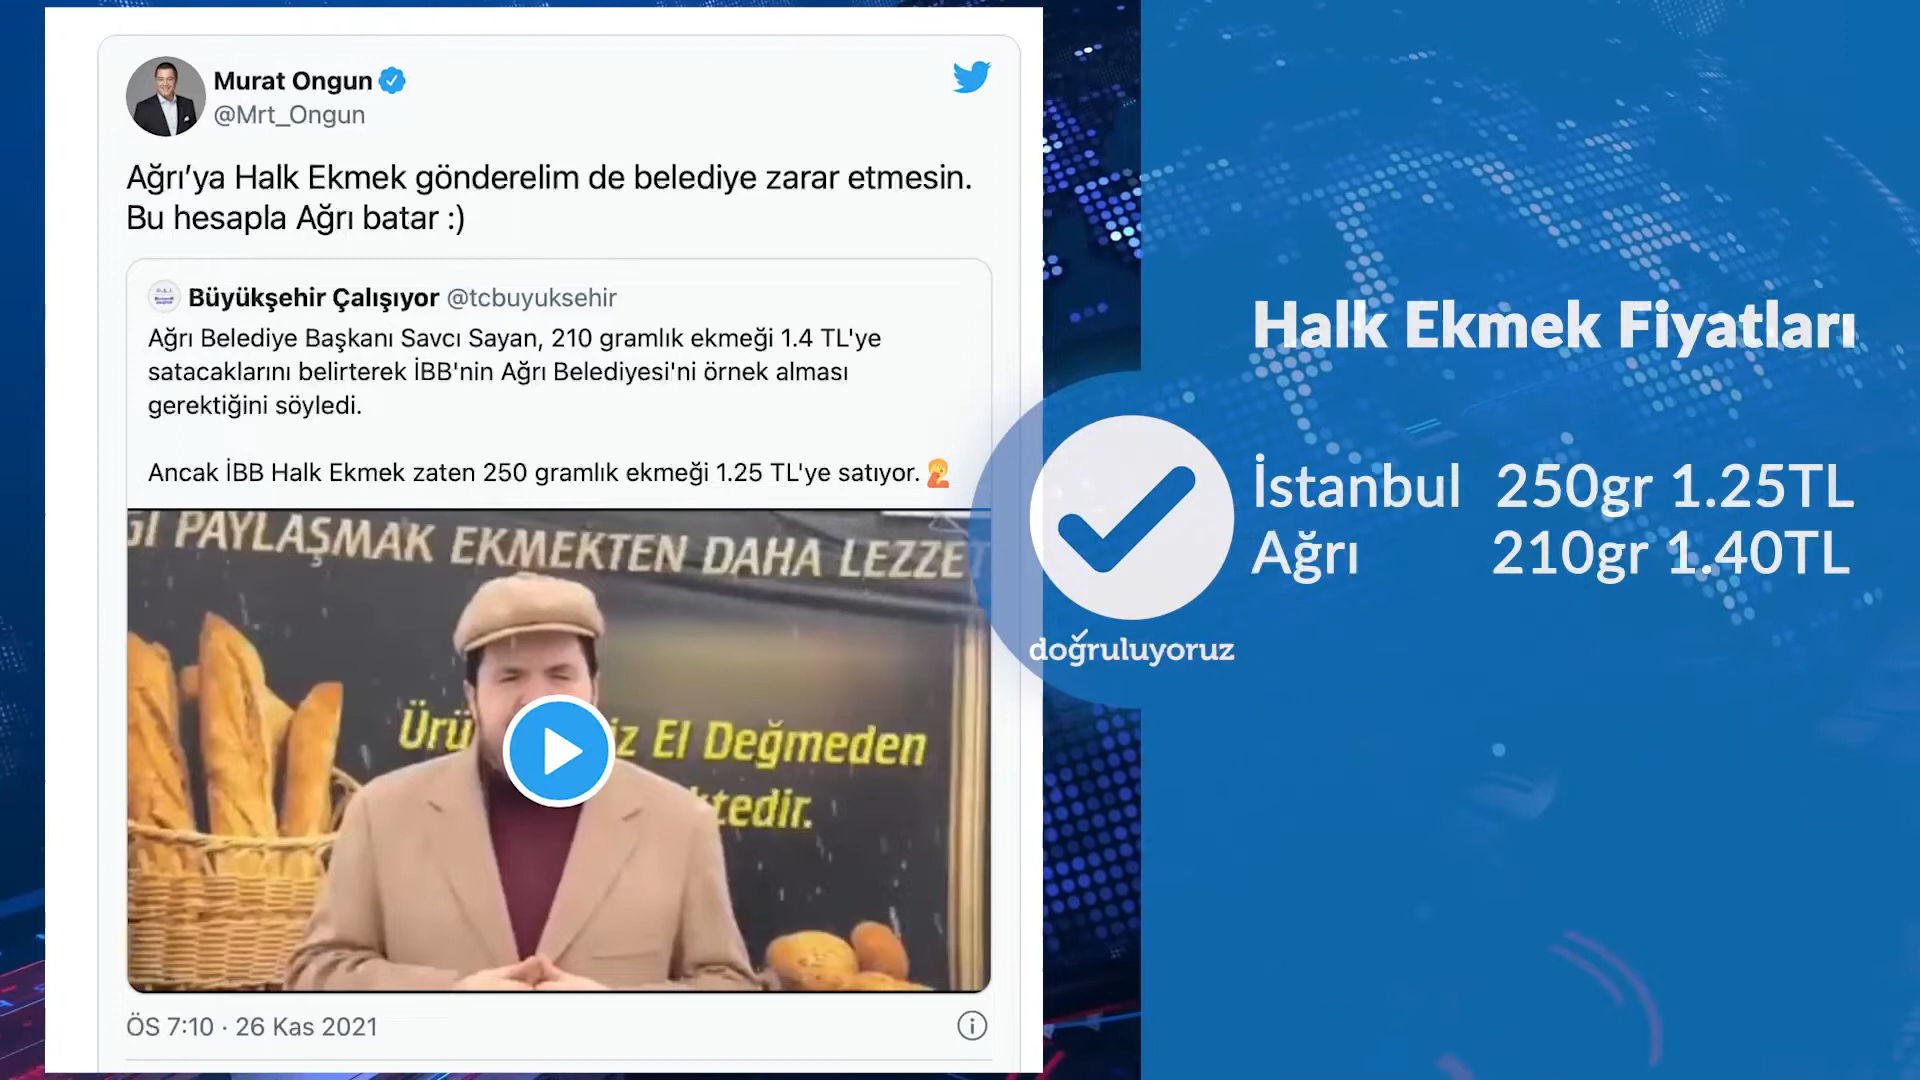 Murat Ongun
@Mrt_Ongun
Ağrı’ya Halk Ekmek gönderelim de belediye zarar etmesin.
Bu hesapla Ağrı batar :)
Büyükşehir Çalışıyor @tcbuyuksehir
Ağrı Belediye Başkanı Savcı Sayan, 210 gramlık ekmeği 1.4 TL'ye
satacaklarını belirterek İBB'nin Ağrı Belediyesi'ni örnek alması
gerektiğini söyledi.
Ancak İBB Halk Ekmek zaten 250 gramlık ekmeği 1.25 TL'ye satıyor. 🤦
PAYLAŞMAK EKMEKTEN DAHA LEZZET
El Değmeden
ÖS 7:10 · 26 Kas 2021
doğruluyoruz
Halk Ekmek Fiyatları
İstanbul 250gr 1.25TL
Ağrı 210gr 1.40TL